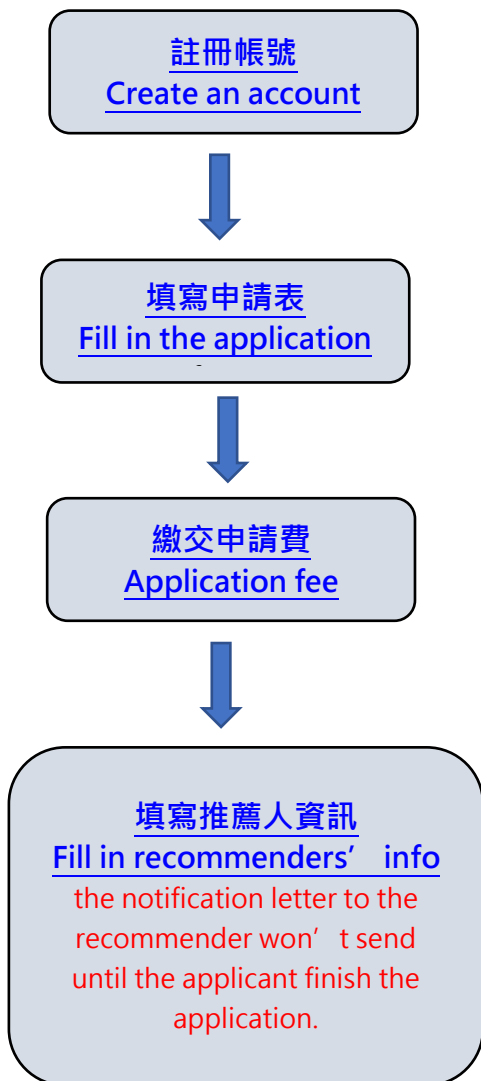 註冊帳號
Create an account
填寫申請表
Fill in the application
繳交申請費
Application fee
填寫推薦人資訊
Fill in recommenders’ info
the notification letter to the
recommender won’t send
until the applicant finish the
application.